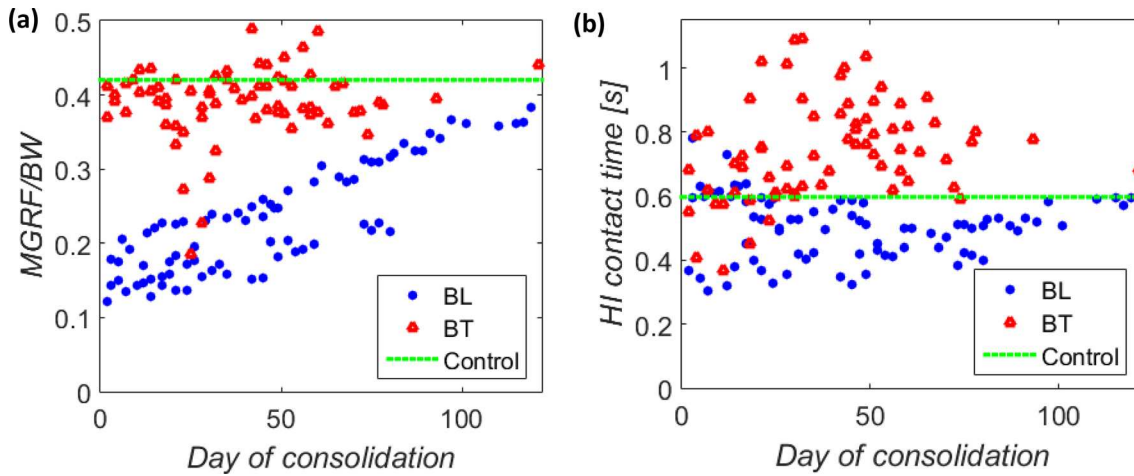 (a)
0.5
0.4
0.3
0.2
0.1
0
MGRF/BW
0
50
100
Day of consolidation
BL
BT
Control
(b)
1
0.8
0.6
0.4
0.2
0
HI contact time [s]
0
50
100
Day of consolidation
BL
BT
Control